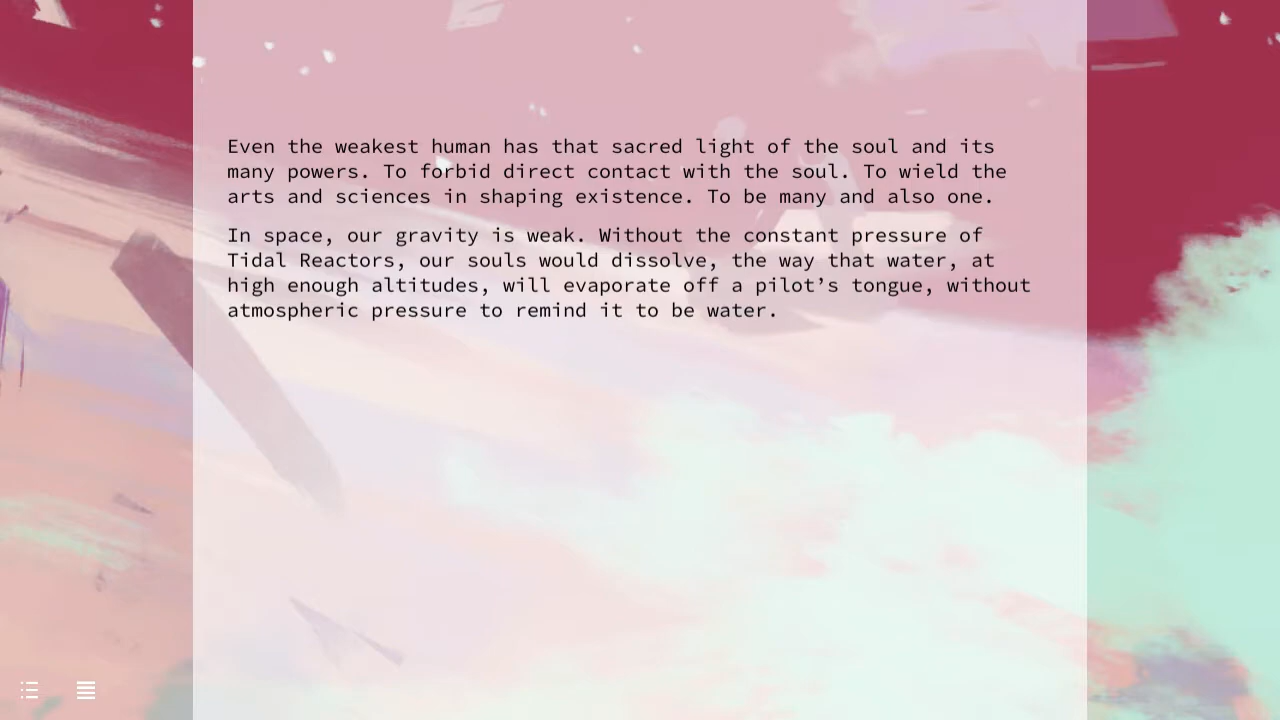 Even the weakest human has that sacred light of the soul and its
many powers. To forbid direct contact with the soul. To wield the
arts and sciences in shaping existence. To be many and also one.
In space, our gravity is weak. Without the constant pressure of
Tidal Reactors, our souls would dissolve, the way that water, at
high enough altitudes, will evaporate off a pilot’s tongue, without
atmospheric pressure to remind it to be water.